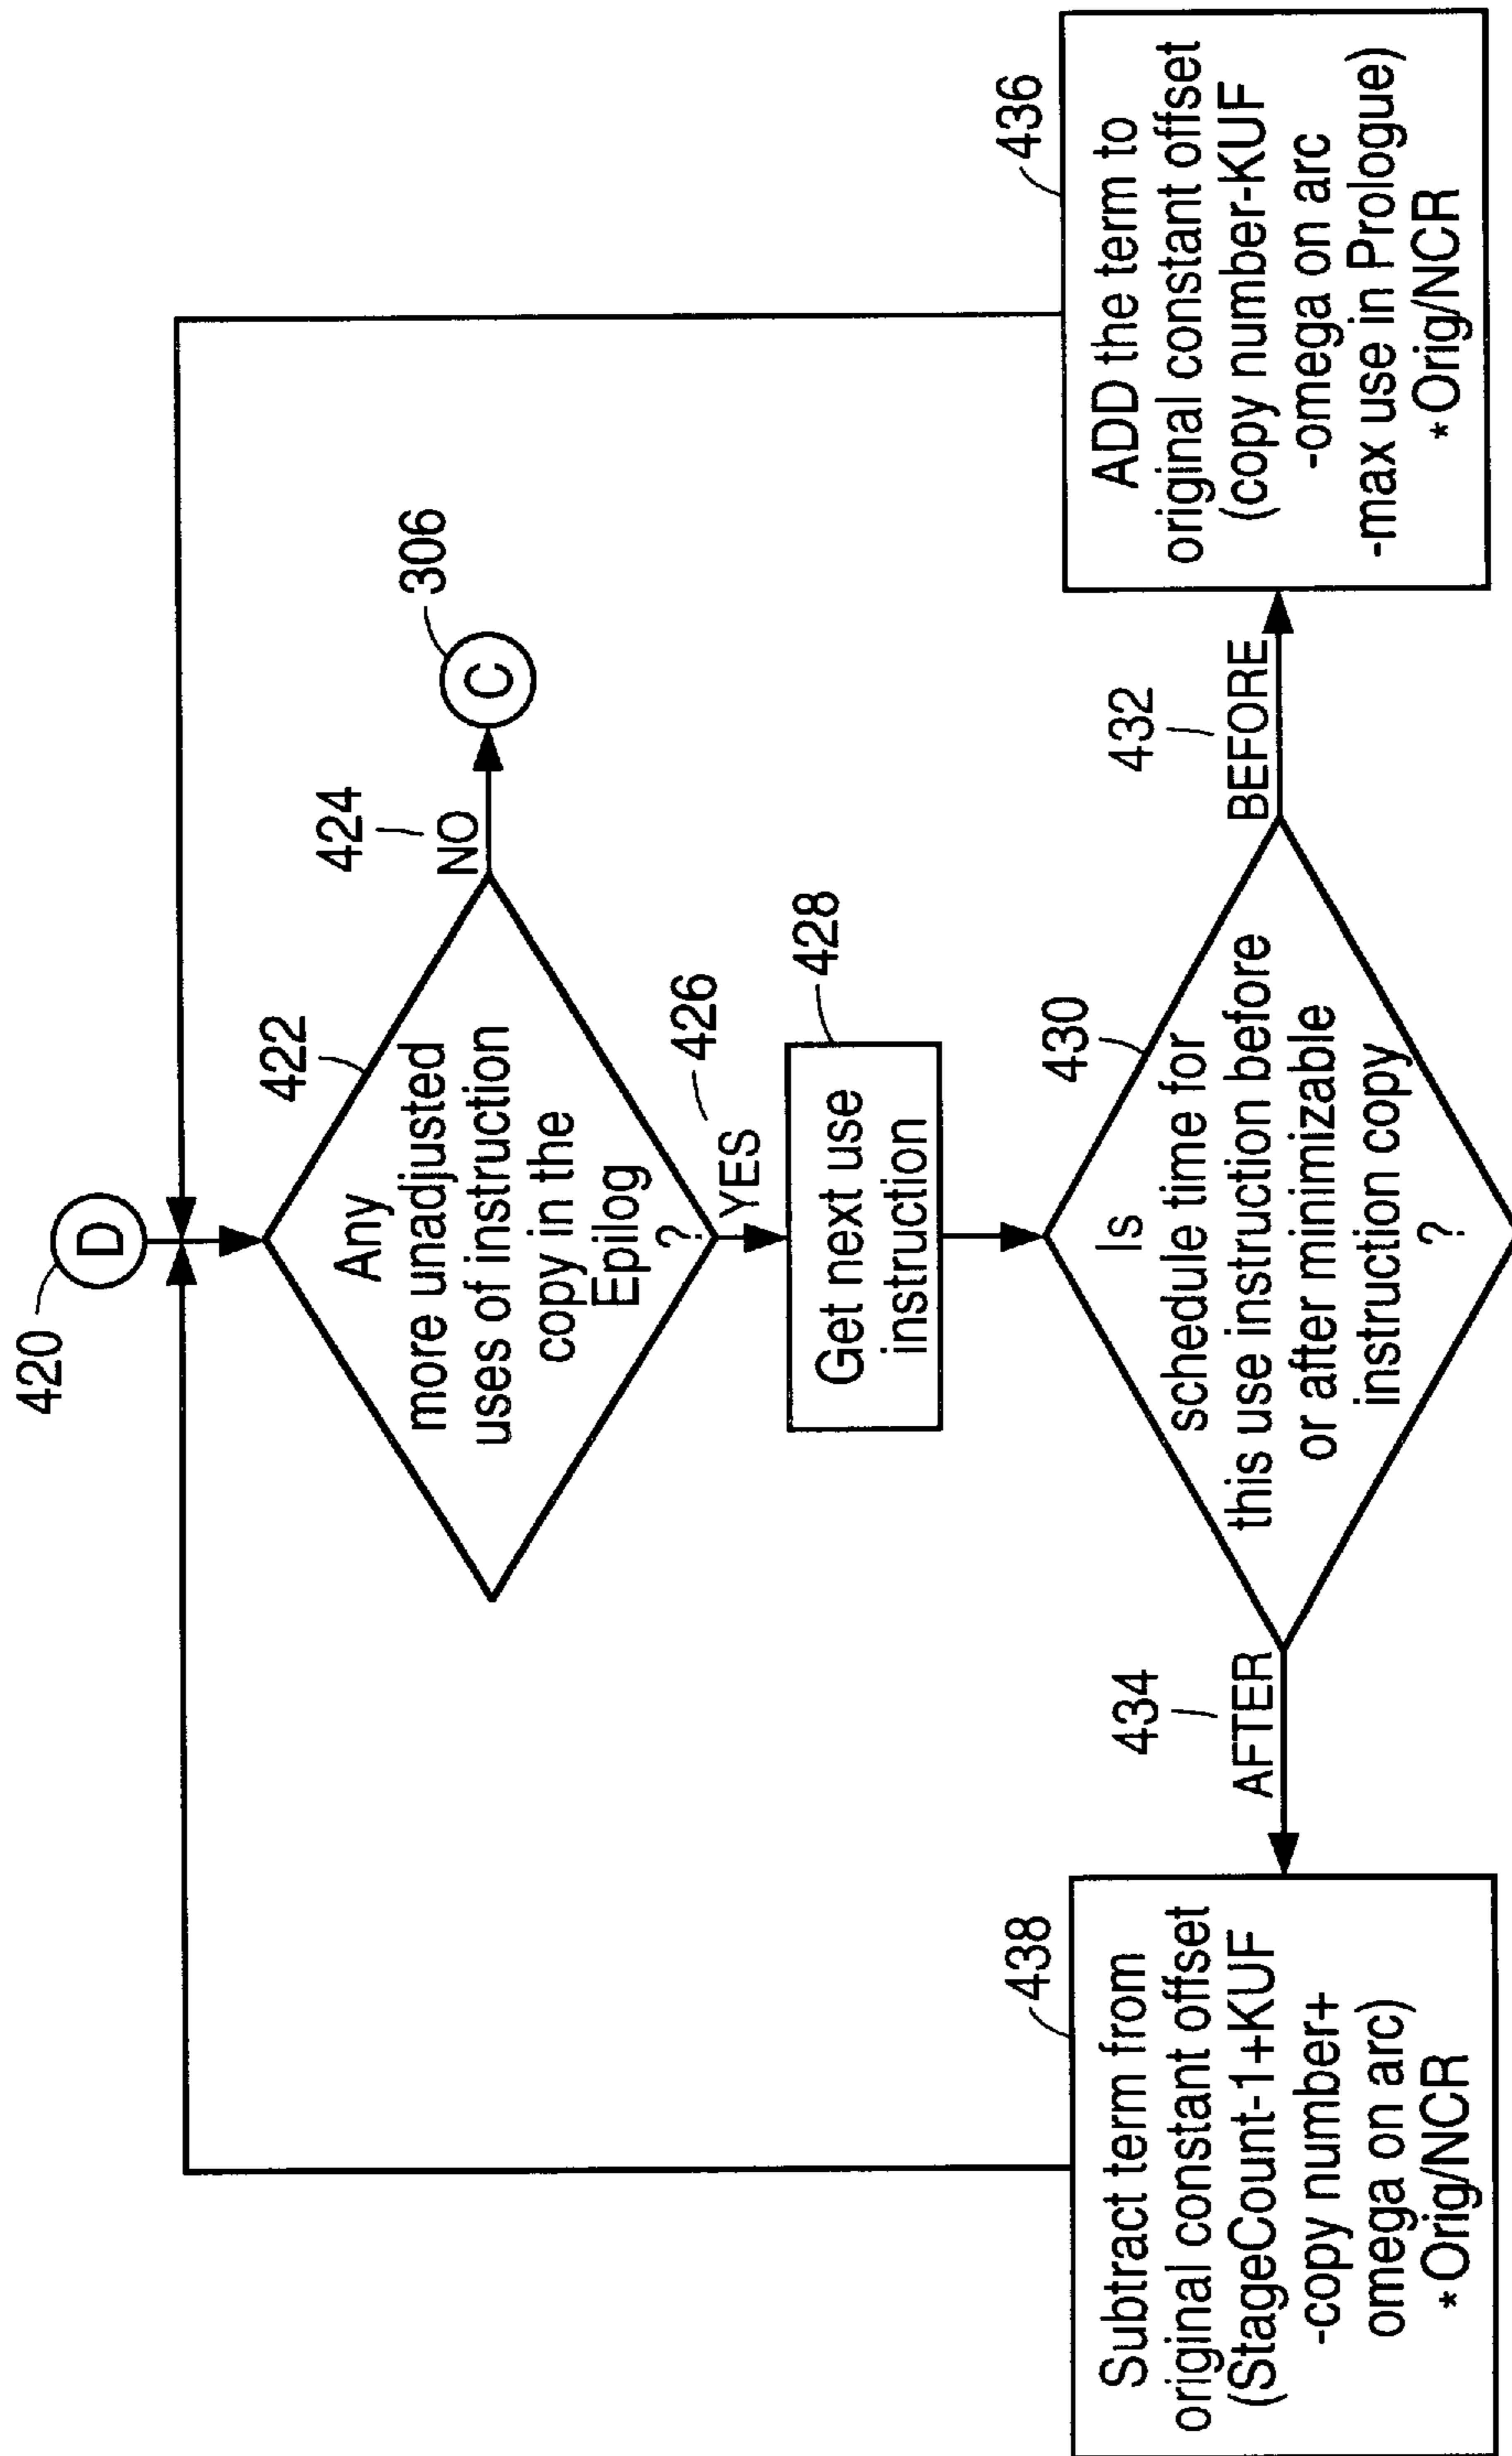 420
D
422
Any
more unadjusted
uses of instruction
copy in the
Epilog
?
424
NO
306
C
426
YES
428
Get next use
instruction
430
Is
schedule time for
this use instruction before
or after minimizable
instruction copy
?
434
AFTER
432
BEFORE
438
Subtract term from
original constant offset
(StageCount-1+KUF
-copy number+
omega on arc)
*Orig/NCR
436
ADD the term to
original constant offset
(copy number-KUF
-omega on arc
-max use in Prologue)
*Orig/NCR